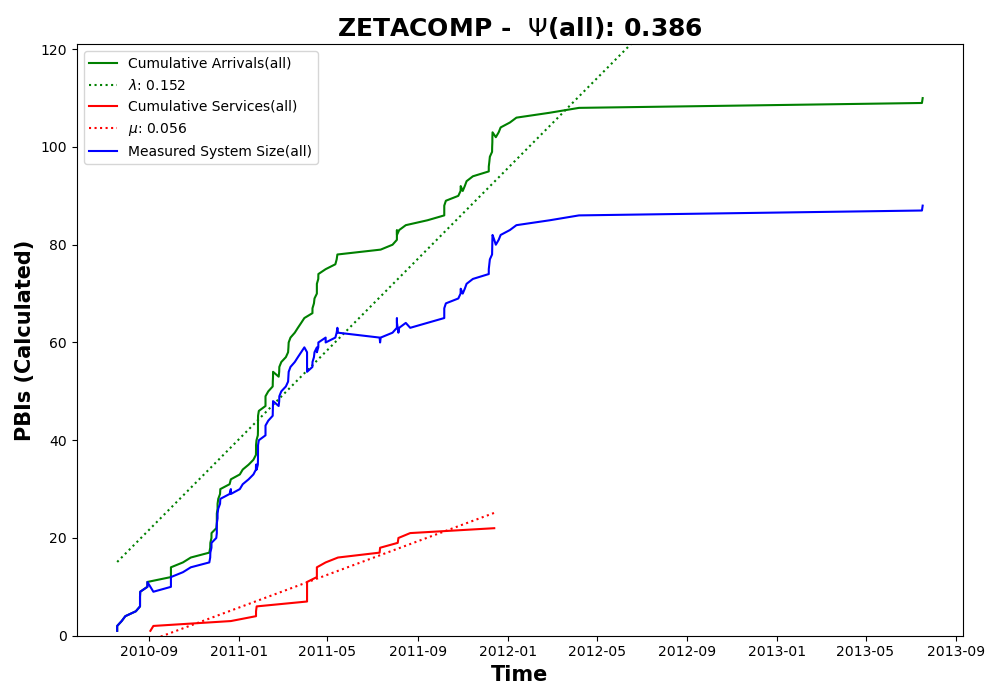 ZETACOMP - Ψ(all): 0.386
Cumulative Arrivals(all)
λ: 0.152
Cumulative Services(all)
μ: 0.056
Measured System Size(all)
PBIs (Calculated)
120
100
80
60
40
20
0
2010-09 2011-01 2011-05 2011-09 2012-01 2012-05 2012-09 2013-01 2013-05 2013-09
Time